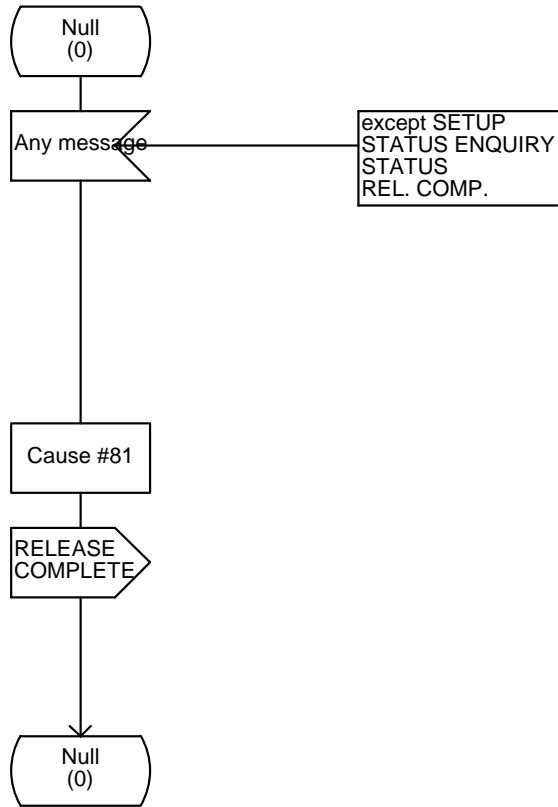 Null
(0)
Any message
except SETUP
STATUS ENQUIRY
STATUS
REL. COMP.
Cause #81
RELEASE
COMPLETE
Null
(0)